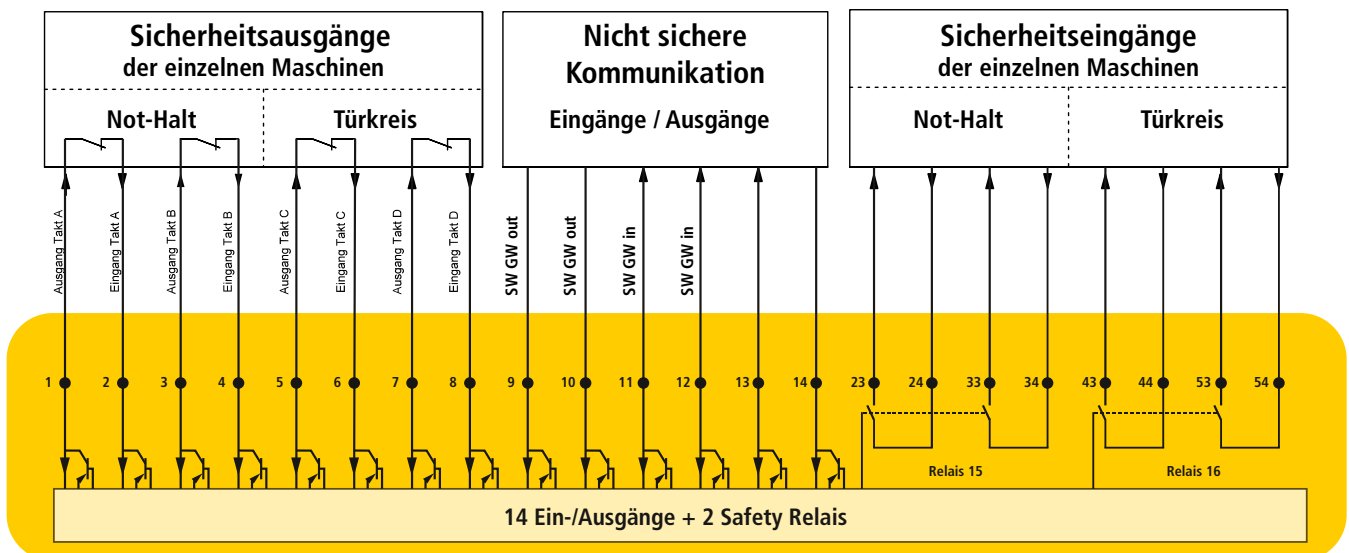 Sicherheitsausgänge
der einzelnen Maschinen
Not-Halt
Türkreis
Nicht sichere
Kommunikation
Eingänge / Ausgänge
Sicherheitseingänge
der einzelnen Maschinen
Not-Halt
Türkreis
Ausgang Takt A
Eingang Takt A
Ausgang Takt B
Eingang Takt B
Ausgang Takt C
Eingang Takt C
Ausgang Takt D
Eingang Takt D
SW GW out
SW GW out
SW GW in
SW GW in
1
2
3
4
5
6
7
8
9
10
11
12
13
14
23
24
33
34
43
44
53
54
Relais 15
Relais 16
14 Ein-/Ausgänge + 2 Safety Relais